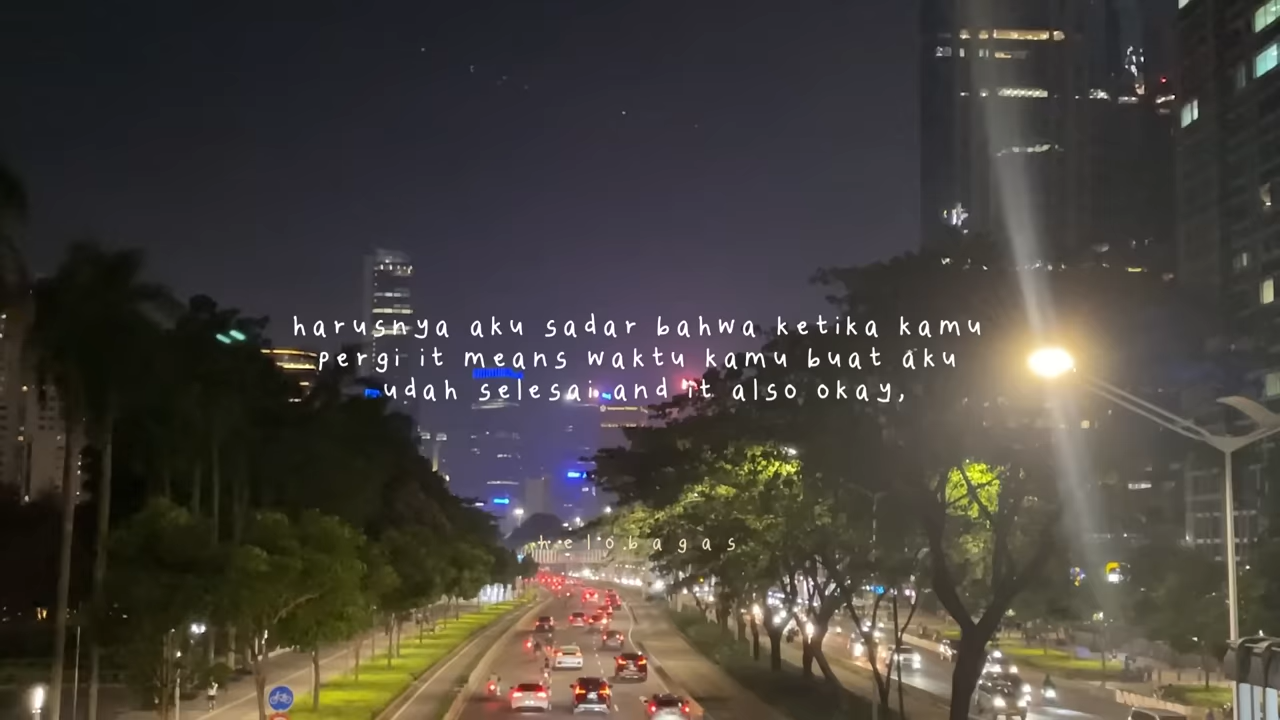 harusnya aku sadar bahwa ketika kamu
pergi it means waktu kamu buat aku
udah selesai and it also okay,
helobagas